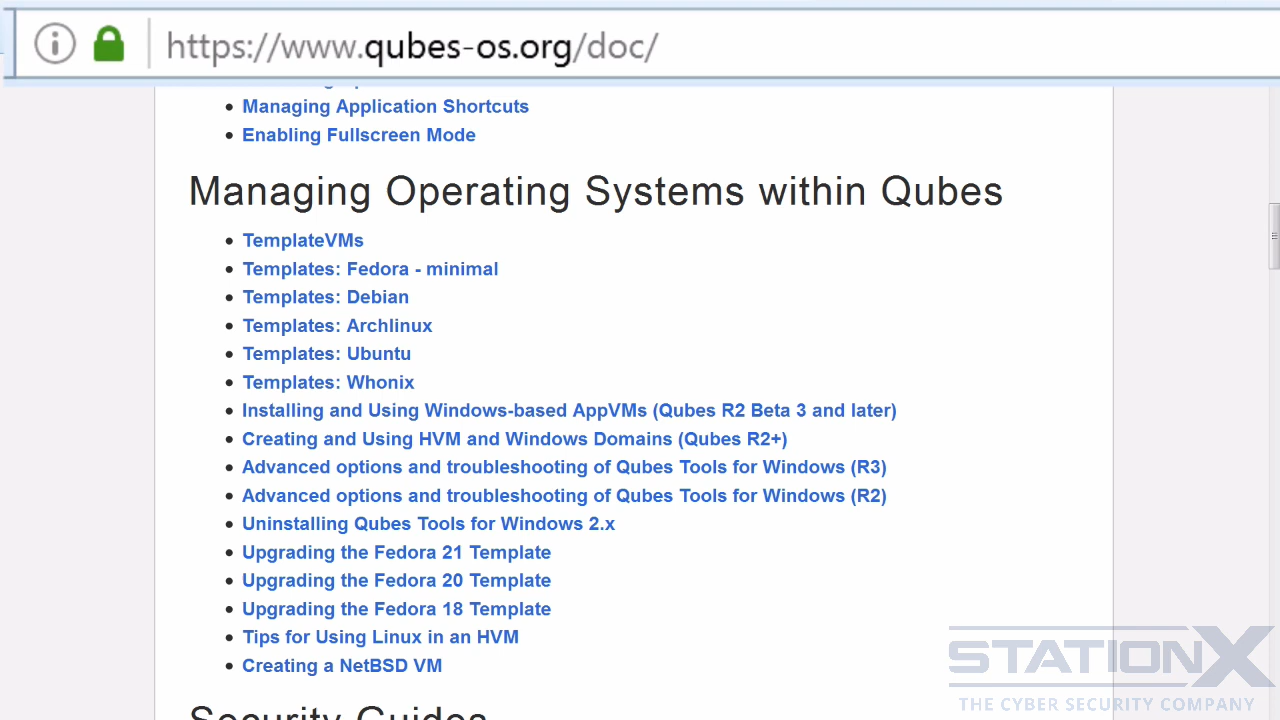 https://www.qubes-os.org/doc/
Managing Application Shortcuts
Enabling Fullscreen Mode
Managing Operating Systems within Qubes
TemplateVMs
Templates: Fedora - minimal
Templates: Debian
Templates: Archlinux
Templates: Ubuntu
Templates: Whonix
Installing and Using Windows-based AppVMs (Qubes R2 Beta 3 and later)
Creating and Using HVM and Windows Domains (Qubes R2+)
Advanced options and troubleshooting of Qubes Tools for Windows (R3)
Advanced options and troubleshooting of Qubes Tools for Windows (R2)
Uninstalling Qubes Tools for Windows 2.x
Upgrading the Fedora 21 Template
Upgrading the Fedora 20 Template
Upgrading the Fedora 18 Template
Tips for Using Linux in an HVM
Creating a NetBSD VM
Security Guides
STATIONX
THE CYBER SECURITY COMPANY